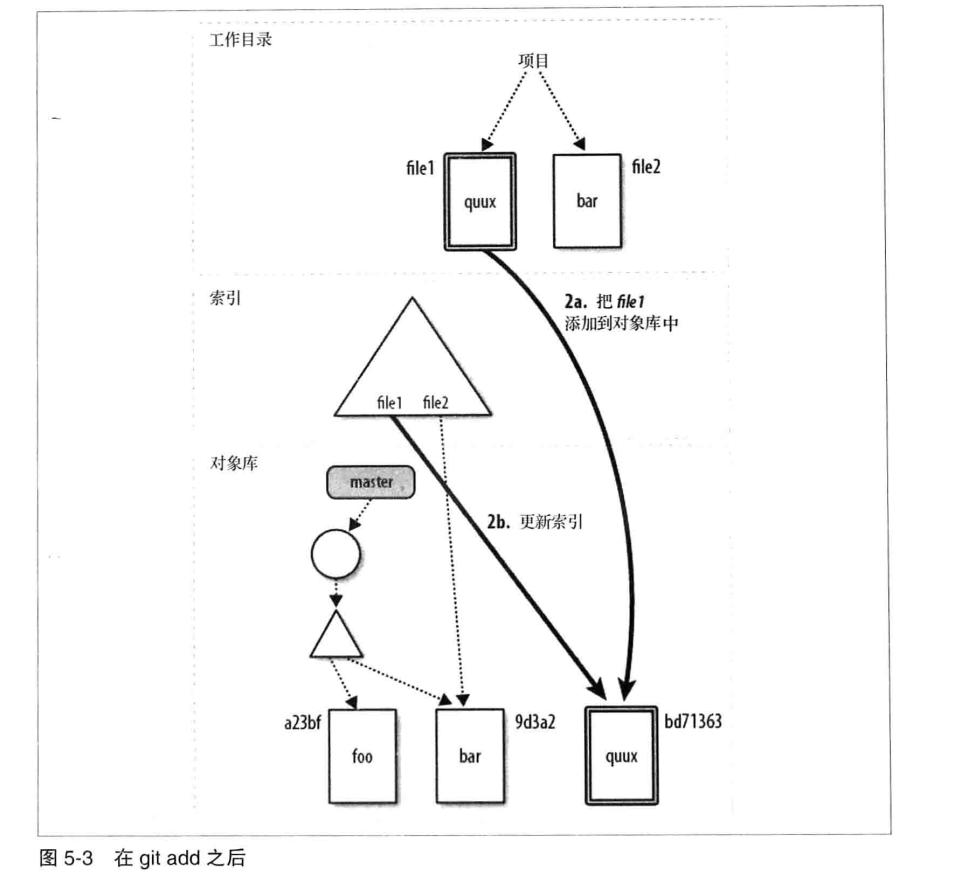 工作目录
项目
file1
quux
bar
file2
索引
2a. 把 file1
添加到对象库中
file1
file2
对象库
master
2b. 更新索引
a23bf
foo
bar
9d3a2
quux
bd71363
图 5-3 在 git add 之后